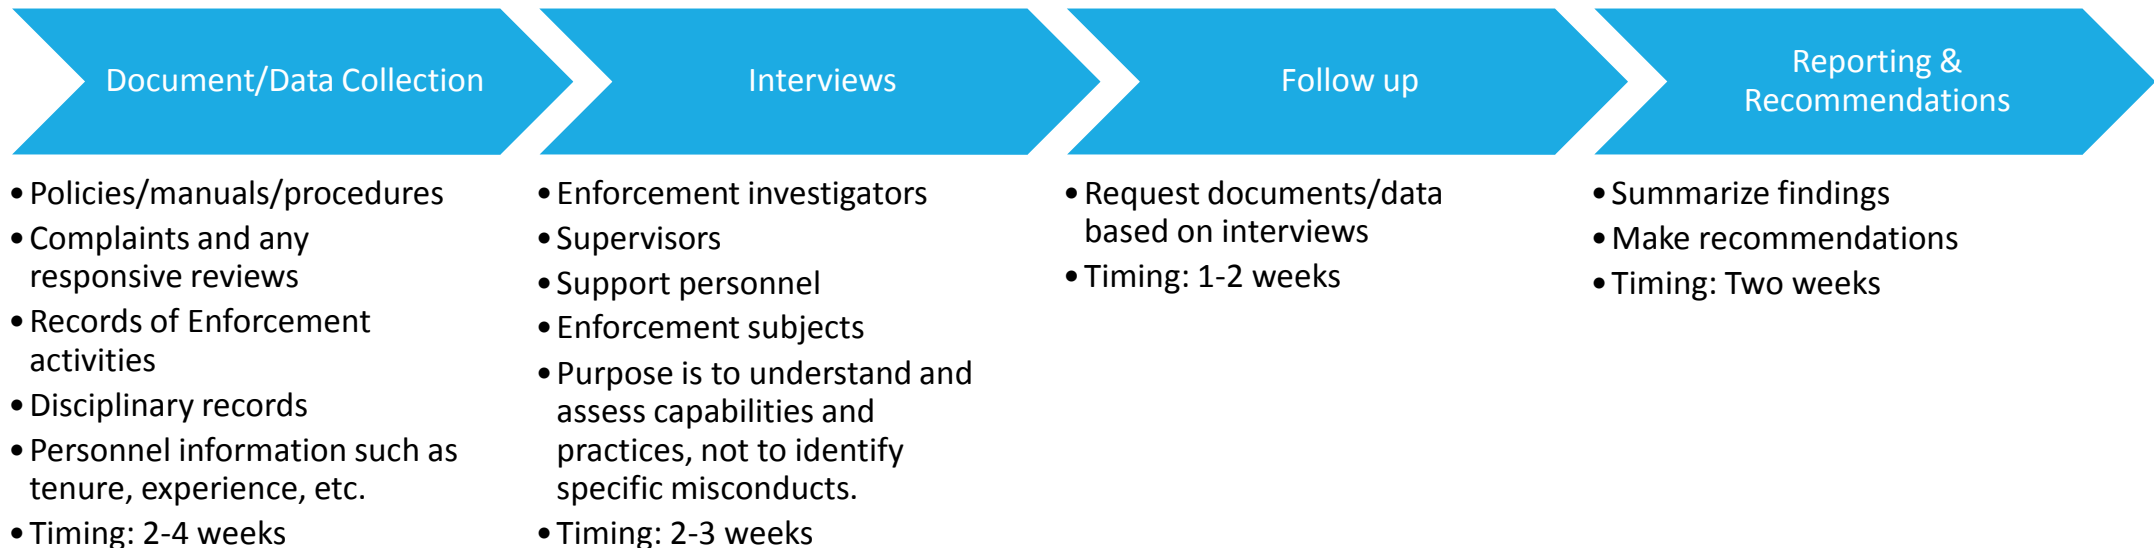 Document/Data Collection
• Policies/manuals/procedures
• Complaints and any
responsive reviews
• Records of Enforcement
activities
• Disciplinary records
• Personnel information such as
tenure, experience, etc.
• Timing: 2-4 weeks
Interviews
• Enforcement investigators
• Supervisors
• Support personnel
• Enforcement subjects
• Purpose is to understand and
assess capabilities and
practices, not to identify
specific misconducts.
• Timing: 2-3 weeks
Follow up
• Request documents/data
based on interviews
• Timing: 1-2 weeks
Reporting &
Recommendations
• Summarize findings
• Make recommendations
• Timing: Two weeks